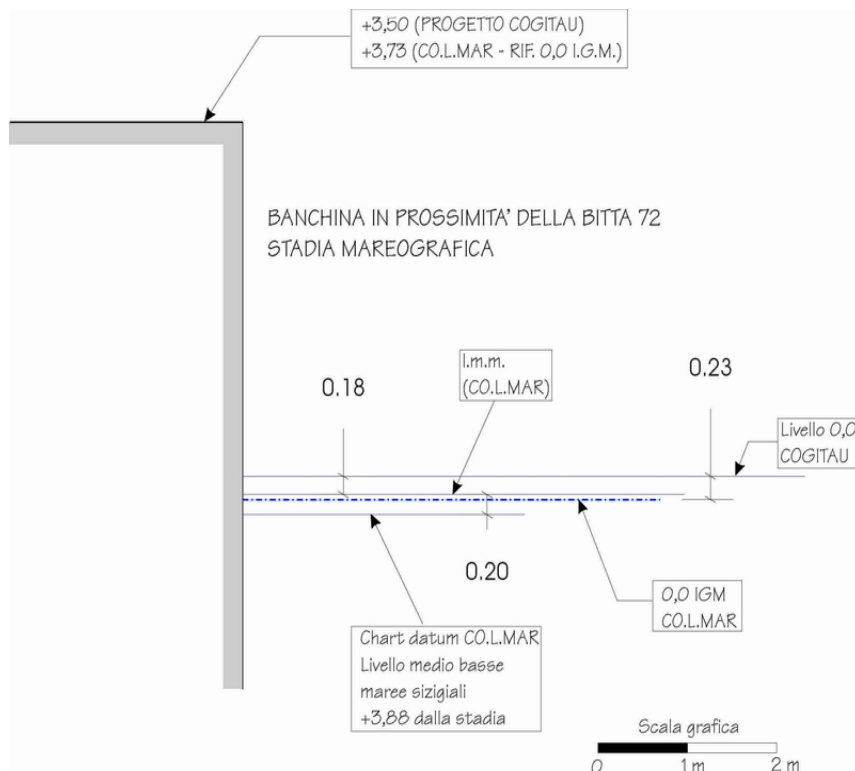 +3,50 (PROGETTO COGITAU)
+3,73 (CO.L.MAR - RIF. 0,0 I.G.M.)
BANCHINA IN PROSSIMITA' DELLA BITTA 72
STADIA MAREOGRAFICA
l.m.m.
(CO.L.MAR)
0.18
0.23
Livello 0,0
COGITAU
0.20
0,0 IGM
CO.L.MAR
Chart datum CO.L.MAR
Livello medio basse
maree sizigiali
+3,88 dalla stadia
Scala grafica
0 1 m 2 m